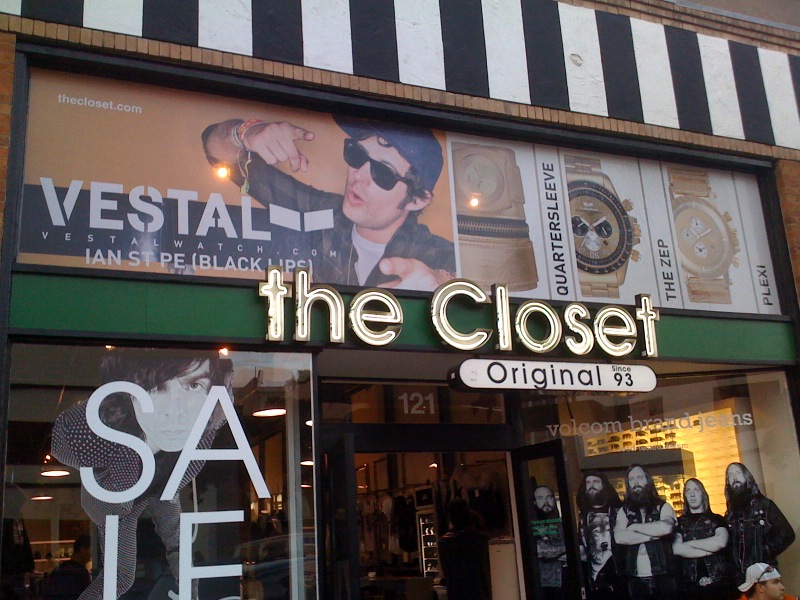 thecloset.com
VESTAL
VESTALWATCH.COM
IAN ST PE (BLACK LIPS)
QUARTERSLEEVE
THE ZEP
PLEXI
the Closet
Original Since 93
121
SALE
volcom brand jeans